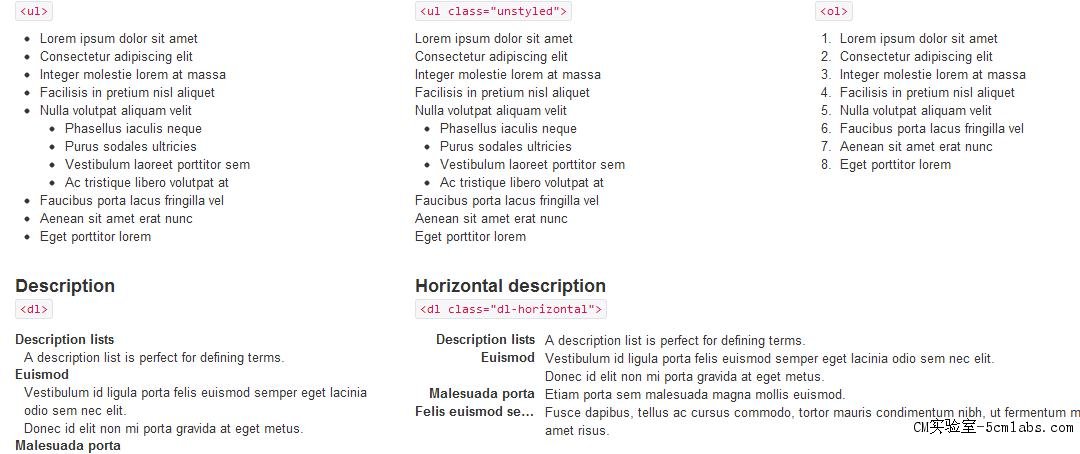 <ul>
Lorem ipsum dolor sit amet
Consectetur adipiscing elit
Integer molestie lorem at massa
Facilisis in pretium nisl aliquet
Nulla volutpat aliquam velit
Phasellus iaculis neque
Purus sodales ultricies
Vestibulum laoreet porttitor sem
Ac tristique libero volutpat at
Faucibus porta lacus fringilla vel
Aenean sit amet erat nunc
Eget porttitor lorem
<ul class="unstyled">
Lorem ipsum dolor sit amet
Consectetur adipiscing elit
Integer molestie lorem at massa
Facilisis in pretium nisl aliquet
Nulla volutpat aliquam velit
Phasellus iaculis neque
Purus sodales ultricies
Vestibulum laoreet porttitor sem
Ac tristique libero volutpat at
Faucibus porta lacus fringilla vel
Aenean sit amet erat nunc
Eget porttitor lorem
<ol>
1. Lorem ipsum dolor sit amet
2. Consectetur adipiscing elit
3. Integer molestie lorem at massa
4. Facilisis in pretium nisl aliquet
5. Nulla volutpat aliquam velit
6. Faucibus porta lacus fringilla vel
7. Aenean sit amet erat nunc
8. Eget porttitor lorem
Description
<dl>
Description lists
A description list is perfect for defining terms.
Euismod
Vestibulum id ligula porta felis euismod semper eget lacinia
odio sem nec elit.
Donec id elit non mi porta gravida at eget metus.
Malesuada porta
Horizontal description
<dl class="dl-horizontal">
Description lists A description list is perfect for defining terms.
Euismod Vestibulum id ligula porta felis euismod semper eget lacinia odio sem nec elit.
Donec id elit non mi porta gravida at eget metus.
Malesuada porta Etiam porta sem malesuada magna mollis euismod.
Felis euismod se... Fusce dapibus, tellus ac cursus commodo, tortor mauris condimentum nibh, ut fermentum m
amet risus.
CM实验室-5cmlabs.com